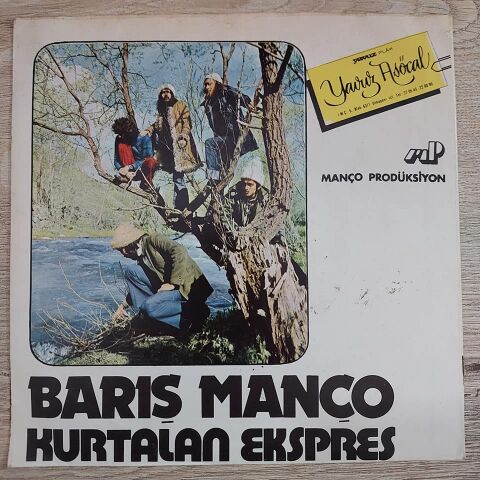 YAVUZ PLAK
Yavuz Asöcal
MANÇO PRODÜKSİYON
BARIŞ MANÇO
KURTALAN EKSPRES